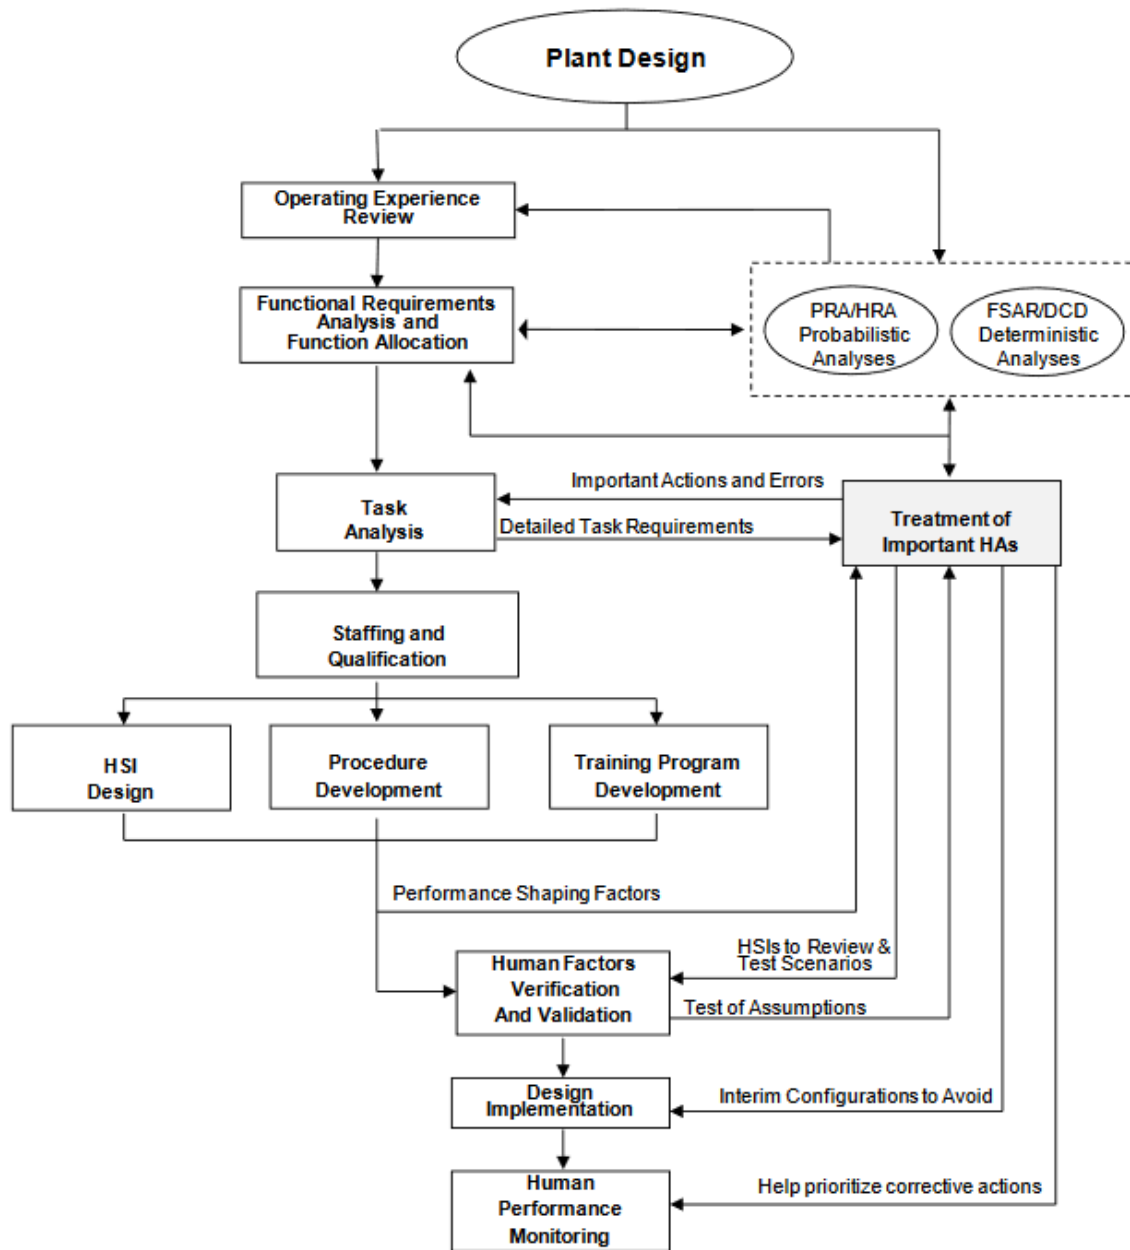 Plant Design
Operating Experience
Review
Functional Requirements
Analysis and
Function Allocation
PRA/HRA
Probabilistic
Analyses
FSAR/DCD
Deterministic
Analyses
Important Actions and Errors
Task
Analysis
Detailed Task Requirements
Treatment of
Important HAs
Staffing and
Qualification
HSI
Design
Procedure
Development
Training Program
Development
Performance Shaping Factors
HSIs to Review &
Test Scenarios
Human Factors
Verification
And Validation
Test of Assumptions
Design
Implementation
Interim Configurations to Avoid
Human
Performance
Monitoring
Help prioritize corrective actions